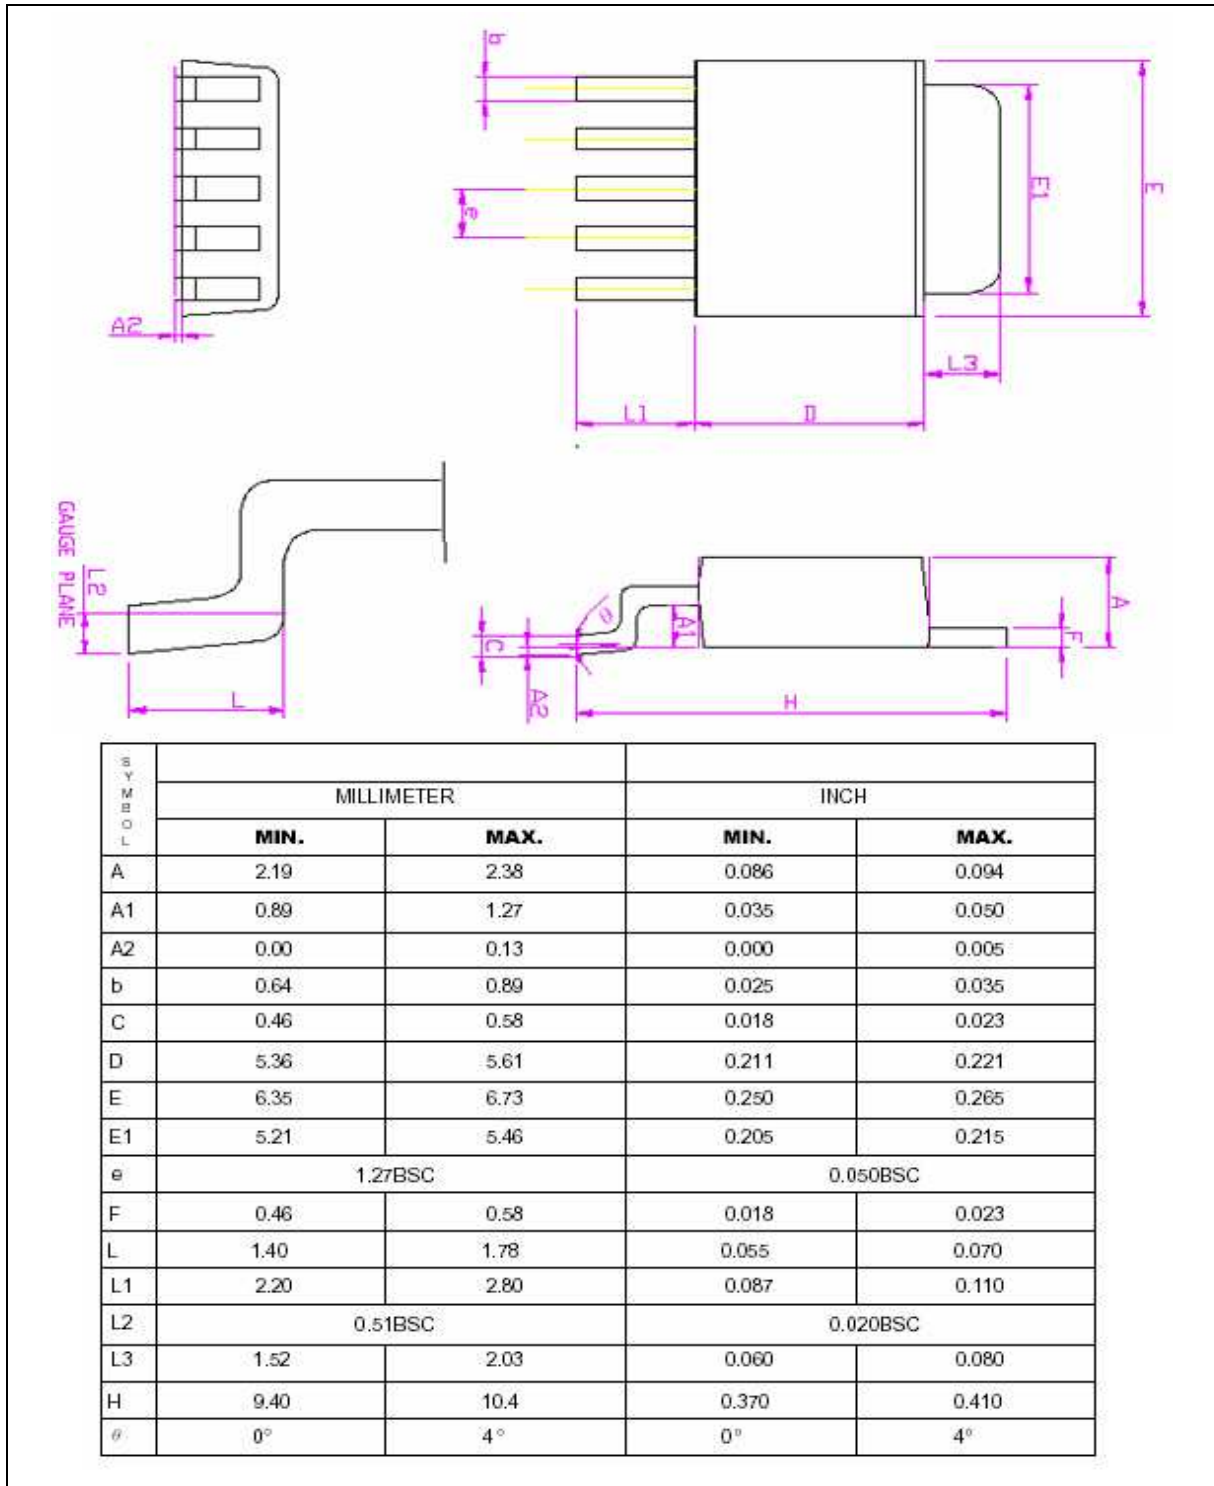 b
e
E1
E
A2
L1
D
L3
GAUGE PLANE
L2
L
C
θ
A1
A2
A
F
H
SYMBOL
MILLIMETER INCH
MIN. MAX. MIN. MAX.
A 2.19 2.38 0.086 0.094
A1 0.89 1.27 0.035 0.050
A2 0.00 0.13 0.000 0.005
b 0.64 0.89 0.025 0.035
C 0.46 0.58 0.018 0.023
D 5.36 5.61 0.211 0.221
E 6.35 6.73 0.250 0.265
E1 5.21 5.46 0.205 0.215
e 1.27BSC 0.050BSC
F 0.46 0.58 0.018 0.023
L 1.40 1.78 0.055 0.070
L1 2.20 2.80 0.087 0.110
L2 0.51BSC 0.020BSC
L3 1.52 2.03 0.060 0.080
H 9.40 10.4 0.370 0.410
θ 0° 4° 0° 4°